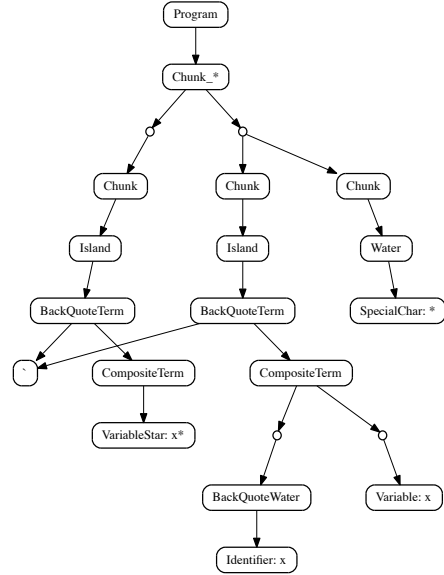 Program
Chunk_*
Chunk
Chunk
Chunk
Island
Island
Water
BackQuoteTerm
BackQuoteTerm
SpecialChar: *
`
CompositeTerm
CompositeTerm
VariableStar: x*
BackQuoteWater
Variable: x
Identifier: x